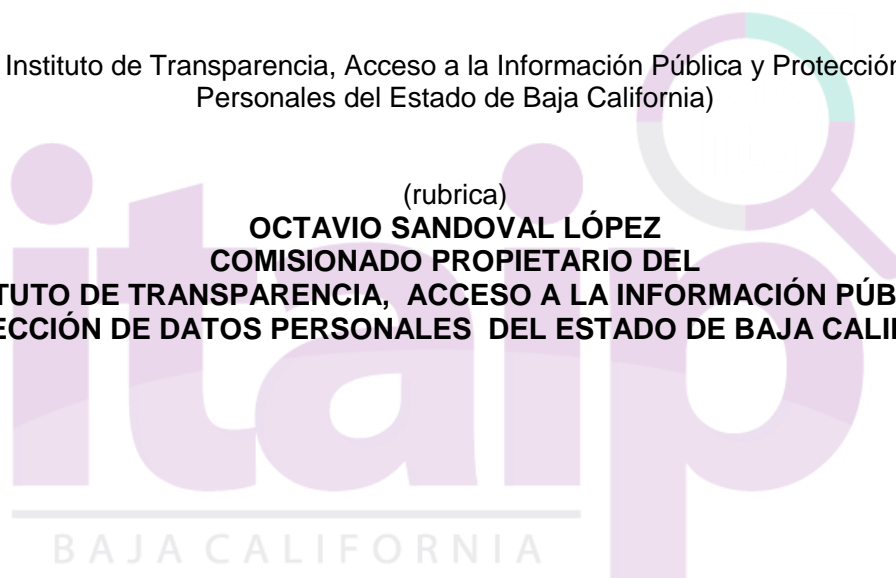 Instituto de Transparencia, Acceso a la Información Pública y Protección
Personales del Estado de Baja California)
(rubrica)
OCTAVIO SANDOVAL LÓPEZ
COMISIONADO PROPIETARIO DEL
TUTO DE TRANSPARENCIA, ACCESO A LA INFORMACIÓN PÚB
ECCIÓN DE DATOS PERSONALES DEL ESTADO DE BAJA CALI
itaip
BAJA CALIFORNIA